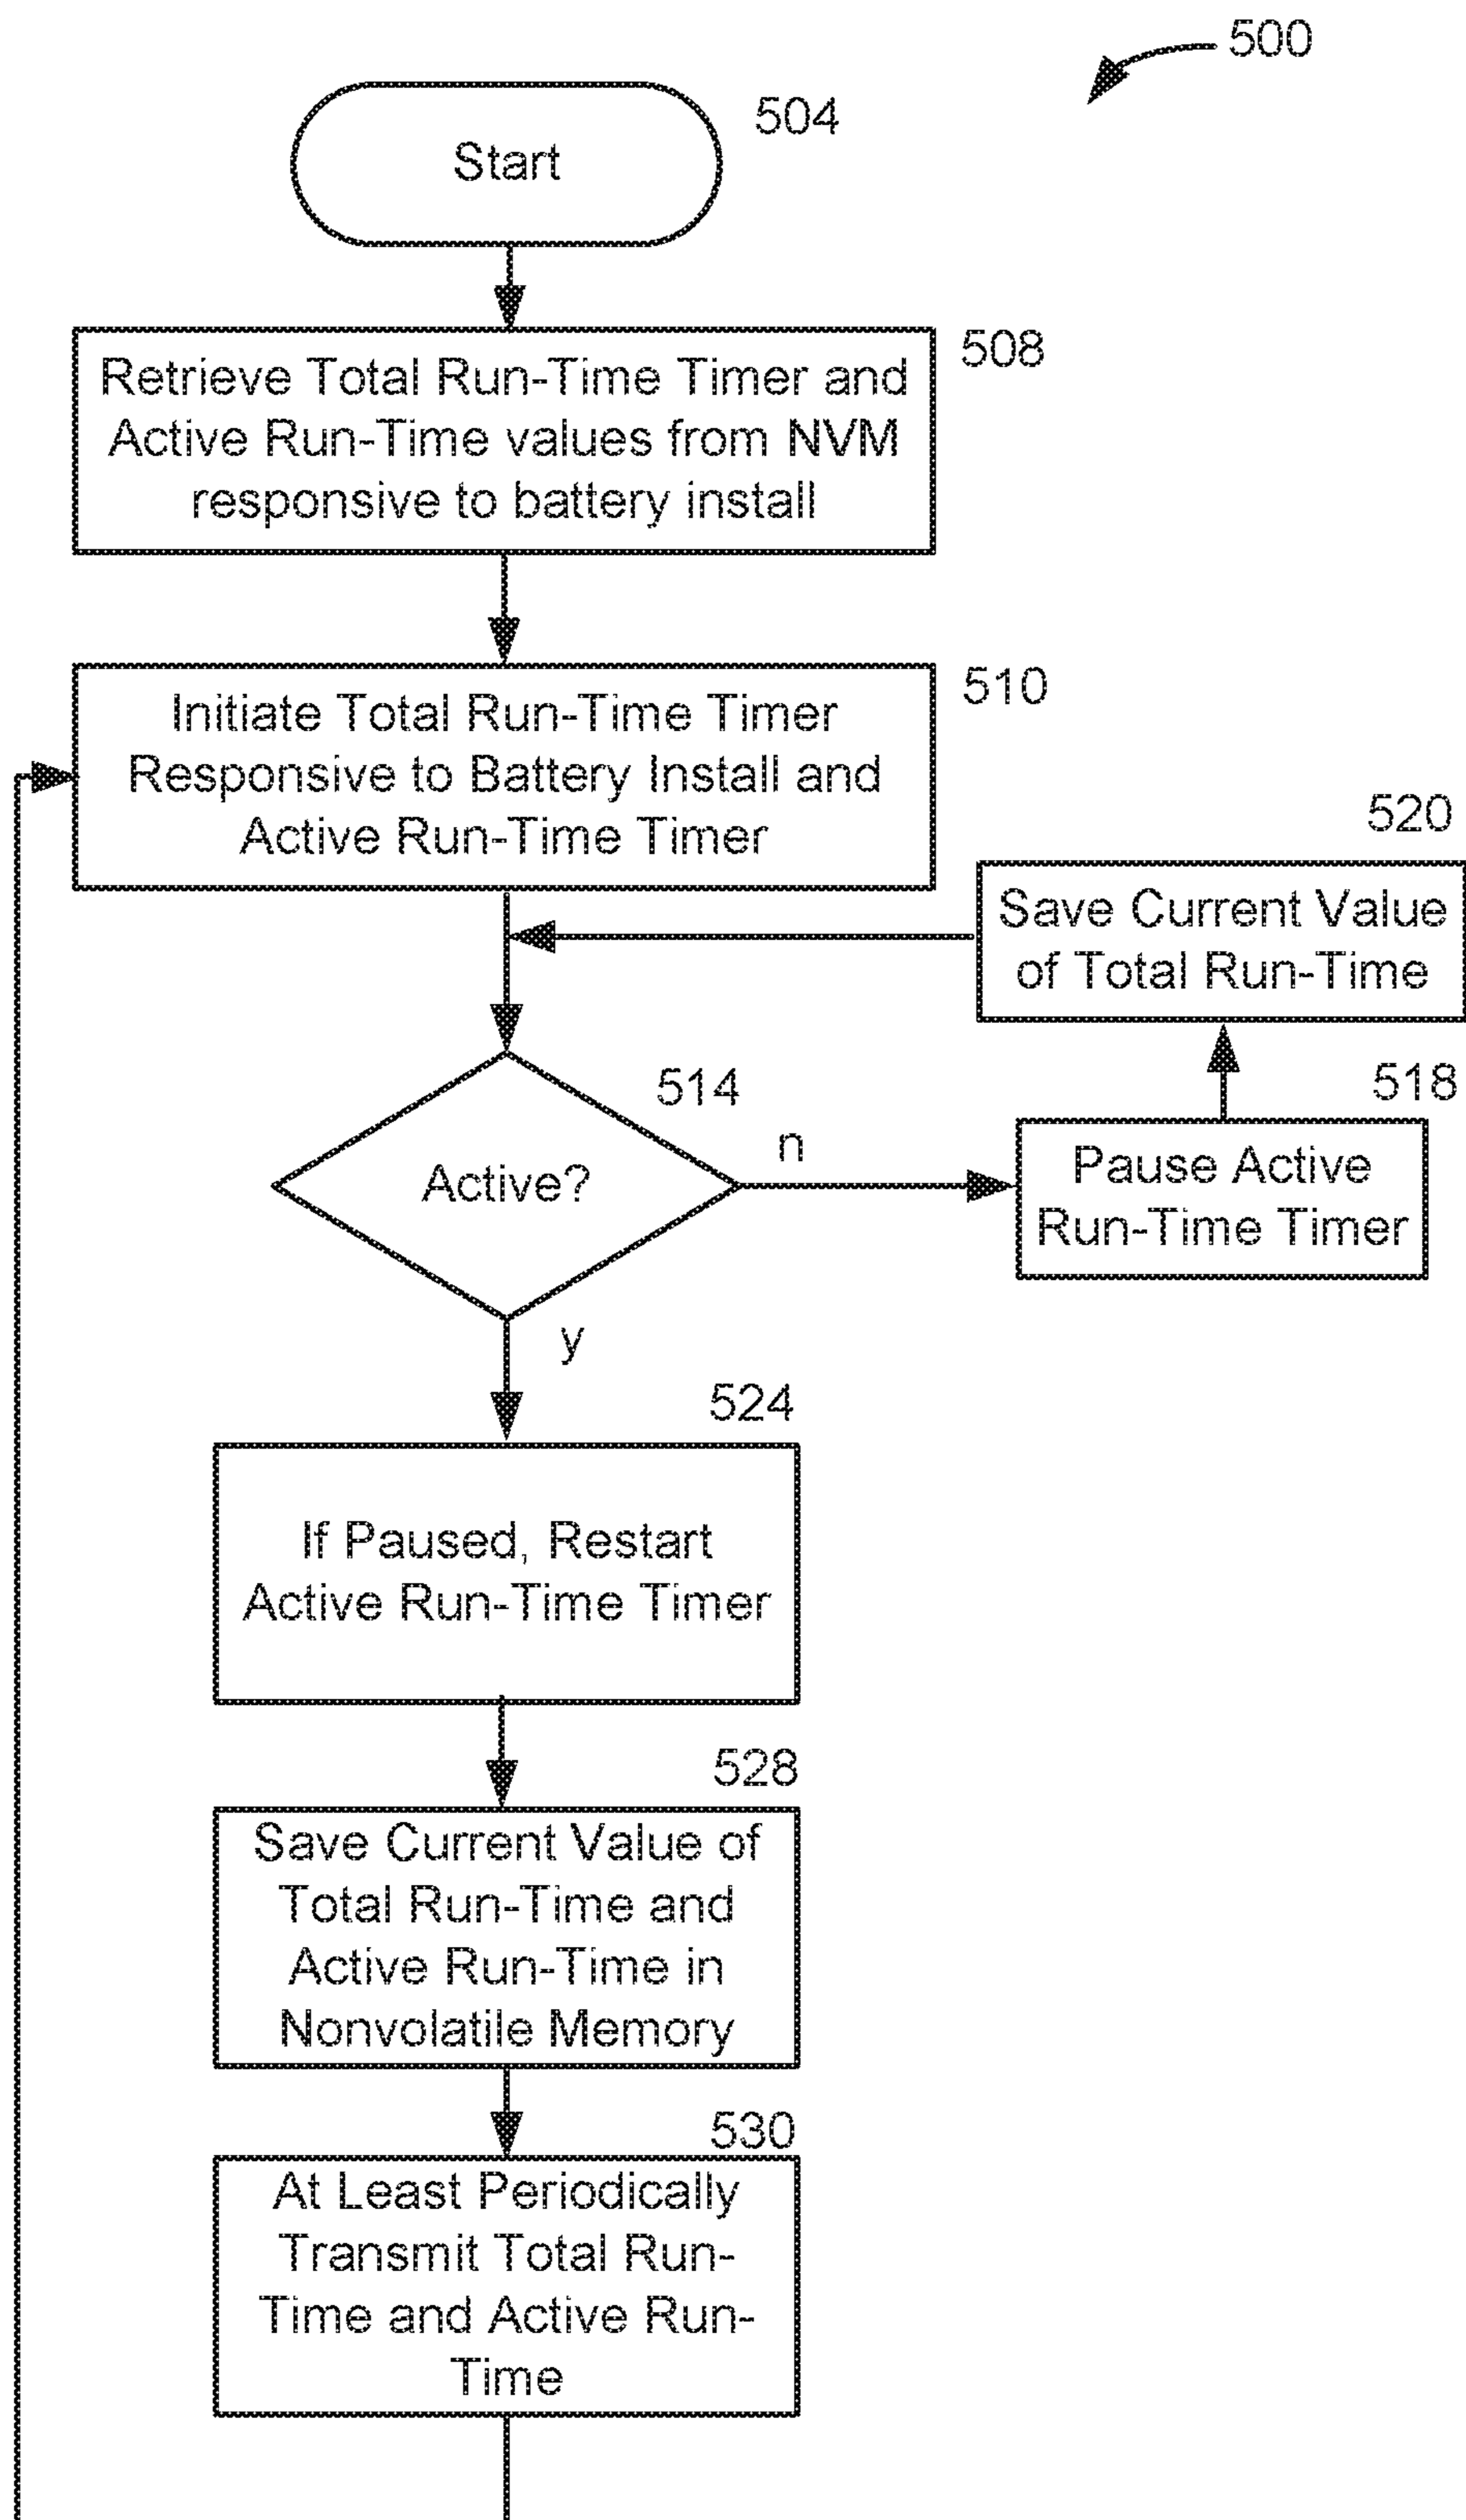 500
504
Start
508
Retrieve Total Run-Time Timer and
Active Run-Time values from NVM
responsive to battery install
510
Initiate Total Run-Time Timer
Responsive to Battery Install and
Active Run-Time Timer
520
Save Current Value
of Total Run-Time
514
Active?
n
518
Pause Active
Run-Time Timer
y
524
If Paused, Restart
Active Run-Time Timer
528
Save Current Value of
Total Run-Time and
Active Run-Time in
Nonvolatile Memory
530
At Least Periodically
Transmit Total Run-
Time and Active Run-
Time